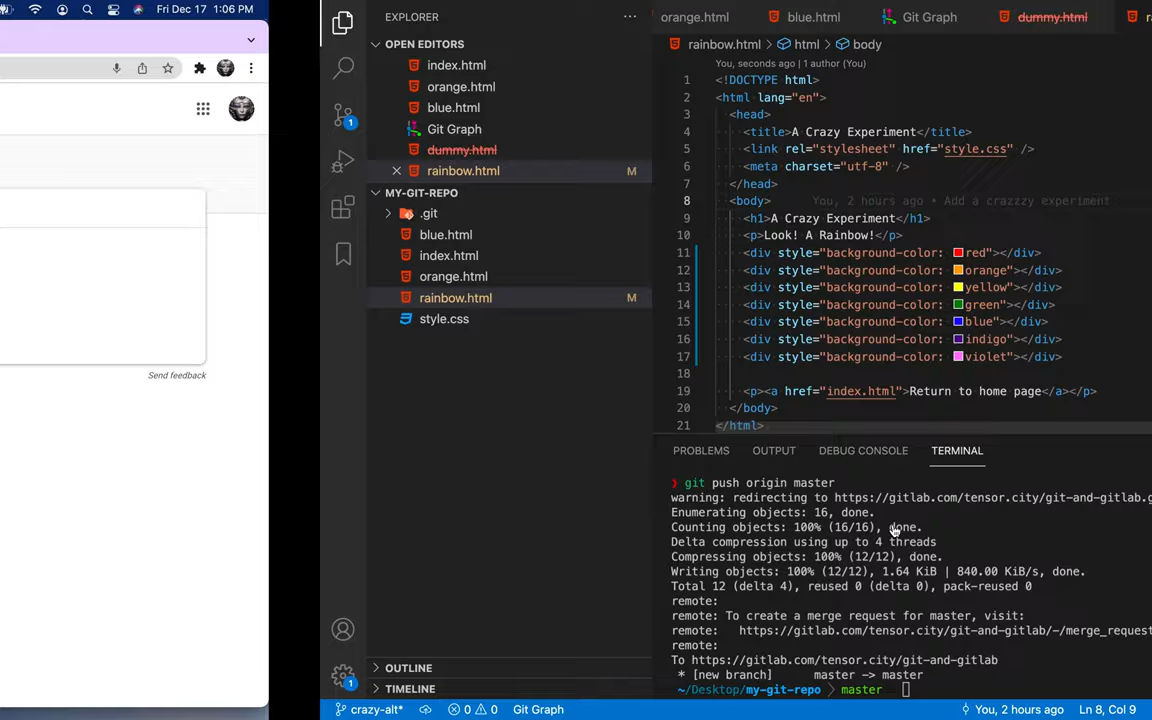 Fri Dec 17 1:06 PM
Send feedback
EXPLORER
OPEN EDITORS
index.html
orange.html
blue.html
Git Graph
dummy.html
rainbow.html M
MY-GIT-REPO
.git
blue.html
index.html
orange.html
rainbow.html M
style.css
OUTLINE
TIMELINE
1
1
orange.html blue.html Git Graph dummy.html
rainbow.html > html > body
You, seconds ago | 1 author (You)
1 <!DOCTYPE html>
2 <html lang="en">
3 <head>
4 <title>A Crazy Experiment</title>
5 <link rel="stylesheet" href="style.css" />
6 <meta charset="utf-8" />
7 </head>
8 <body> You, 2 hours ago • Add a crazzzy experiment
9 <h1>A Crazy Experiment</h1>
10 <p>Look! A Rainbow!</p>
11 <div style="background-color: red"></div>
12 <div style="background-color: orange"></div>
13 <div style="background-color: yellow"></div>
14 <div style="background-color: green"></div>
15 <div style="background-color: blue"></div>
16 <div style="background-color: indigo"></div>
17 <div style="background-color: violet"></div>
18
19 <p><a href="index.html">Return to home page</a></p>
20 </body>
21 </html>
PROBLEMS OUTPUT DEBUG CONSOLE TERMINAL
❯ git push origin master
warning: redirecting to https://gitlab.com/tensor.city/git-and-gitlab.g
Enumerating objects: 16, done.
Counting objects: 100% (16/16), done.
Delta compression using up to 4 threads
Compressing objects: 100% (12/12), done.
Writing objects: 100% (12/12), 1.64 KiB | 840.00 KiB/s, done.
Total 12 (delta 4), reused 0 (delta 0), pack-reused 0
remote:
remote: To create a merge request for master, visit:
remote: https://gitlab.com/tensor.city/git-and-gitlab/-/merge_request
remote:
To https://gitlab.com/tensor.city/git-and-gitlab
* [new branch] master -> master
~/Desktop/my-git-repo master
crazy-alt* 0 0 Git Graph You, 2 hours ago Ln 8, Col 9